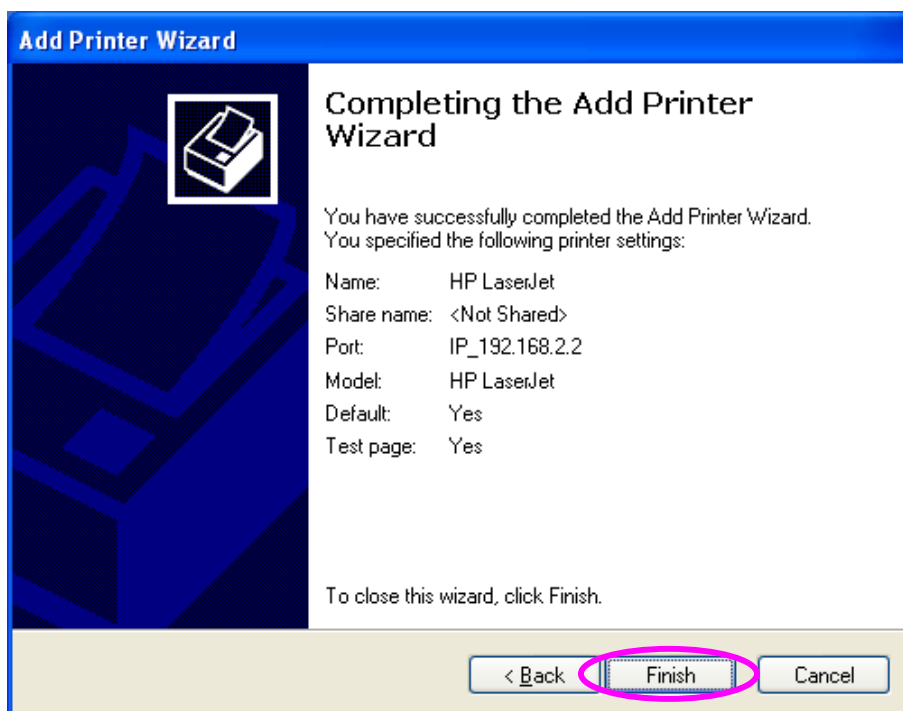 Add Printer Wizard
Completing the Add Printer
Wizard
You have successfully completed the Add Printer Wizard.
You specified the following printer settings:
Name: HP LaserJet
Share name: <Not Shared>
Port: IP_192.168.2.2
Model: HP LaserJet
Default: Yes
Test page: Yes
To close this wizard, click Finish.
< Back Finish Cancel